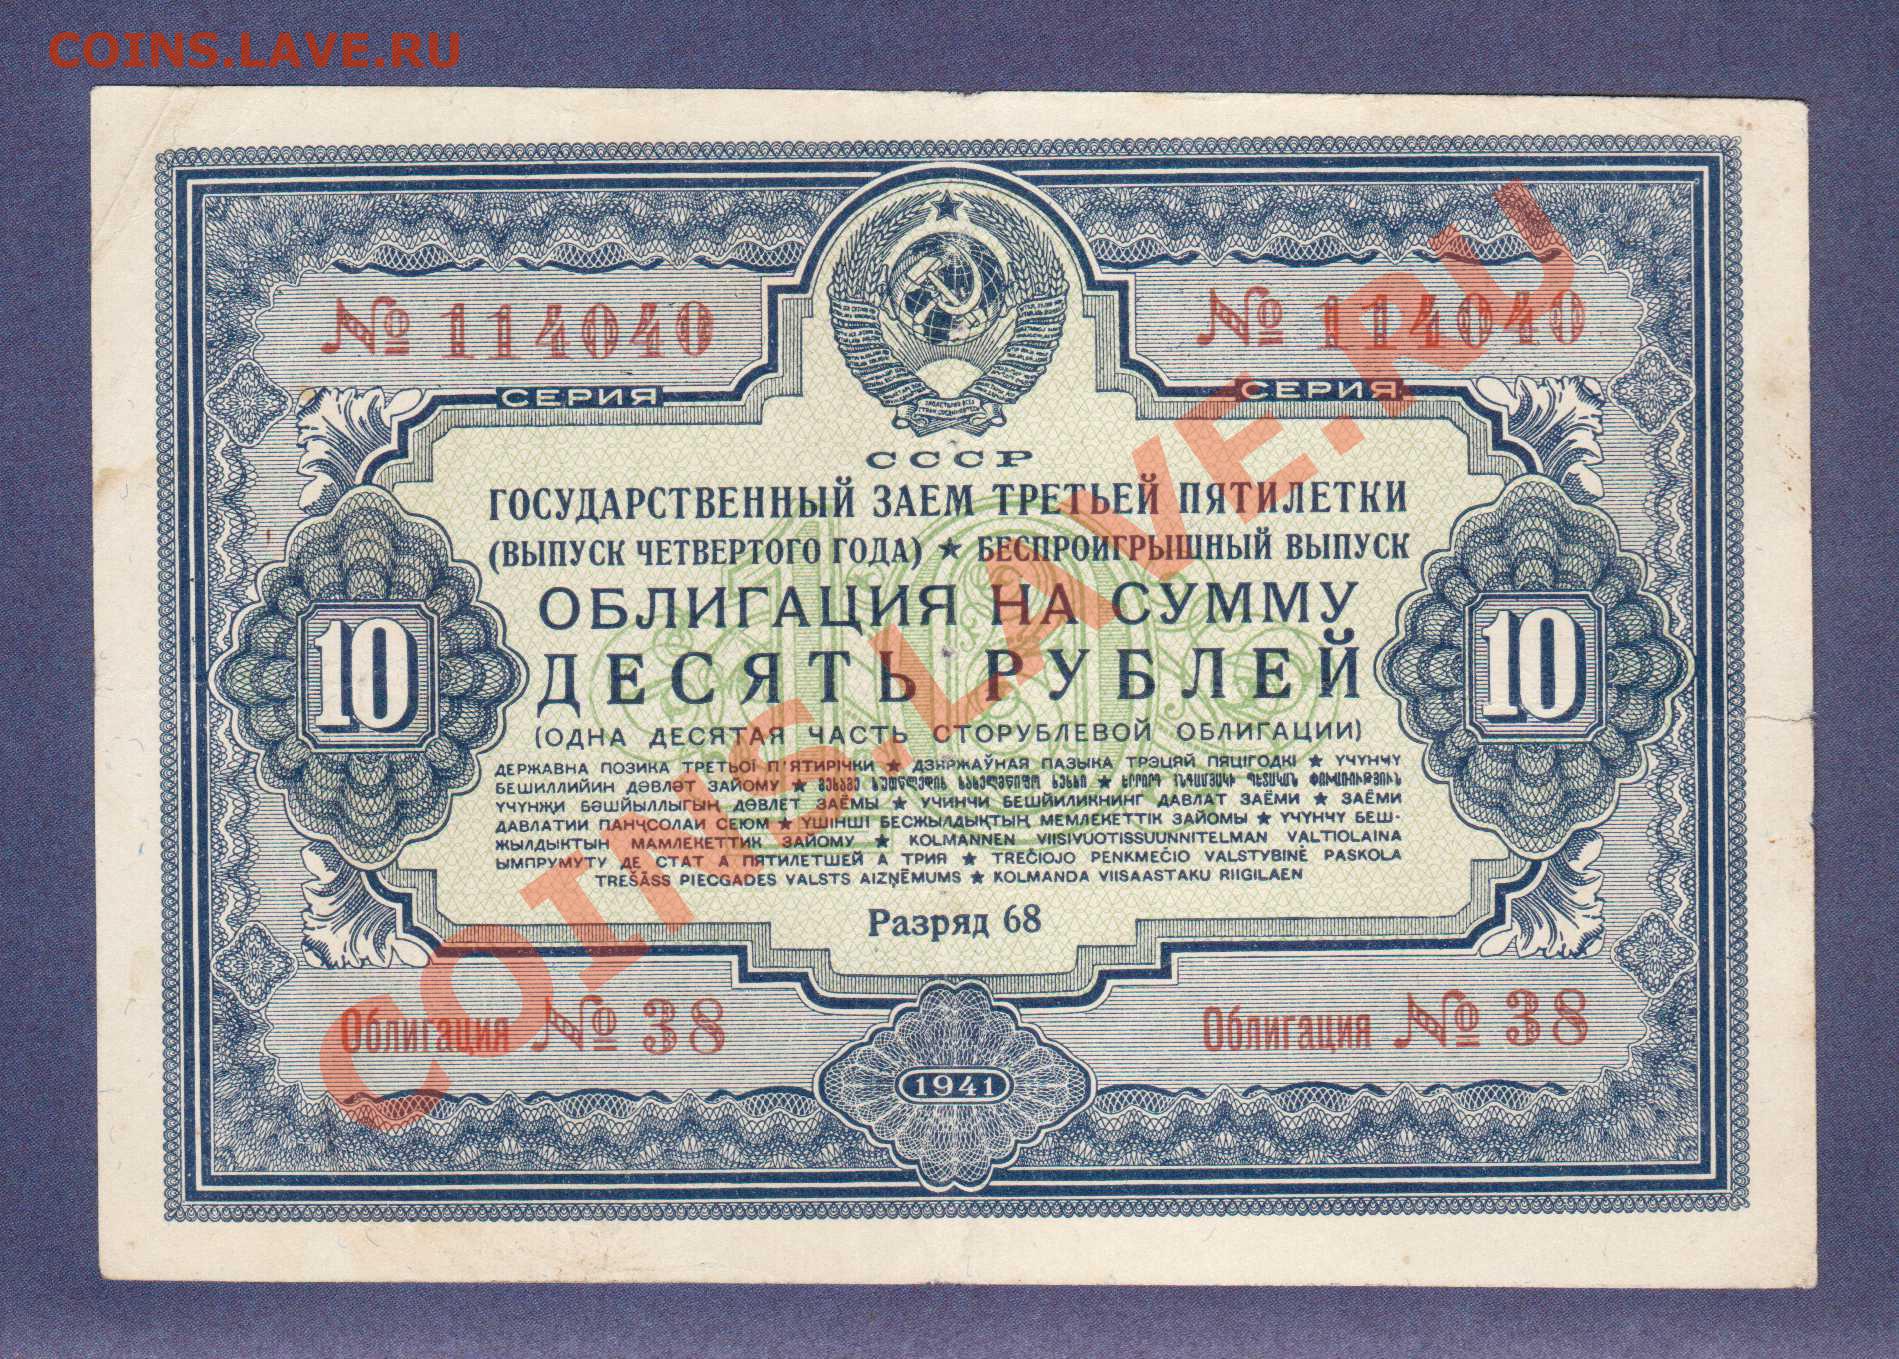 COINS.LAVE.RU
№ 114040 № 114040
СЕРИЯ СЕРИЯ
СССР
ГОСУДАРСТВЕННЫЙ ЗАЕМ ТРЕТЬЕЙ ПЯТИЛЕТКИ
(ВЫПУСК ЧЕТВЕРТОГО ГОДА) ★ БЕСПРОИГРЫШНЫЙ ВЫПУСК
ОБЛИГАЦИЯ НА СУММУ
10 ДЕСЯТЬ РУБЛЕЙ 10
(ОДНА ДЕСЯТАЯ ЧАСТЬ СТОРУБЛЕВОЙ ОБЛИГАЦИИ)
ДЕРЖАВНА ПОЗИКА ТРЕТЬОЇ П'ЯТИРІЧКИ ★ ДЗЯРЖАЎНАЯ ПАЗЫКА ТРЭЦЯЙ ПЯЦІГОДКІ ★ ҮЧҮНҸҮ
БЕШИЛЛИЙИН ДӨВЛӘТ ЗАЙОМУ ★ ★
ҮЧҮНҖИ БӘШЙЫЛЛЫГЫҢ ДӨВЛЕТ ЗАЁМЫ ★ УЧИНЧИ БЕШЙИЛИКНИНГ ДАВЛАТ ЗАЁМИ ★ ЗАЁМИ
ДАВЛАТИИ ПАНҶСОЛАИ СЕЮМ ★ ҮШІНШІ БЕСЖЫЛДЫҚТЫҢ МЕМЛЕКЕТТІК ЗАЙОМЫ ★ ҮЧҮНЧҮ БЕШ-
ЖЫЛДЫКТЫН МАМЛЕКЕТТИК ЗАЙОМУ ★ KOLMANNEN VIISIVUOTISSUUNNITELMAN VALTIOLAINA
ЫМПРУМУТУ ДЕ СТАТ А ПЯТИЛЕТШЕЙ А ТРИЯ ★ TREČIOJO PENKMEČIO VALSTYBINĖ PASKOLA
TREŠĀSS PIECGADES VALSTS AIZŅĒMUMS ★ KOLMANDA VIISAASTAKU RIIGILAEN
Разряд 68
Облигация № 38 Облигация № 38
1941
COINS.LAVE.RU